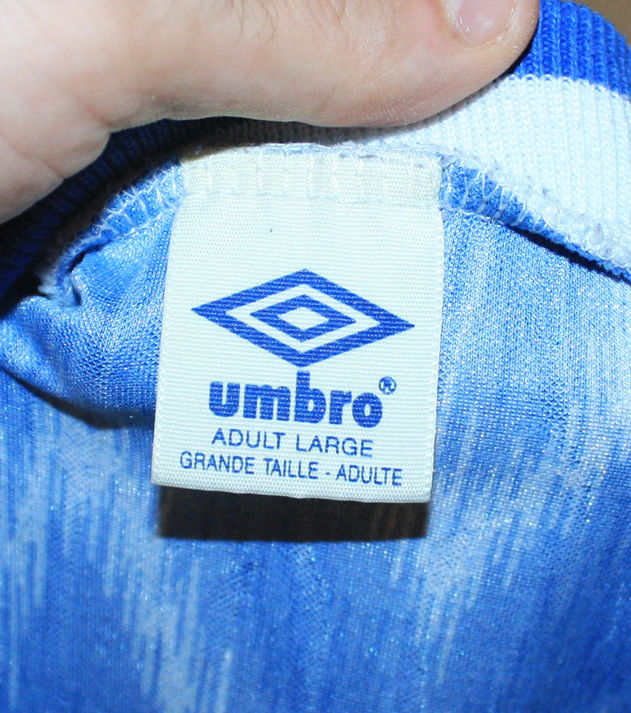 umbro®
ADULT LARGE
GRANDE TAILLE - ADULTE